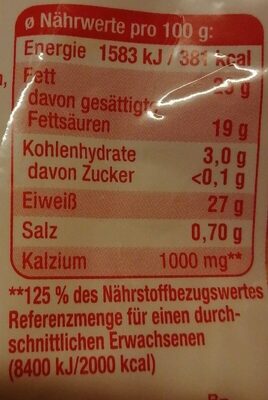 ø Nährwerte pro 100 g:
Energie 1583 kJ / 381 kcal
Fett
davon gesättigte
Fettsäuren 19 g
Kohlenhydrate 3,0 g
davon Zucker <0,1 g
Eiweiß 27 g
Salz 0,70 g
Kalzium 1000 mg**
**125 % des Nährstoffbezugswertes
Referenzmenge für einen durch-
schnittlichen Erwachsenen
(8400 kJ/2000 kcal)